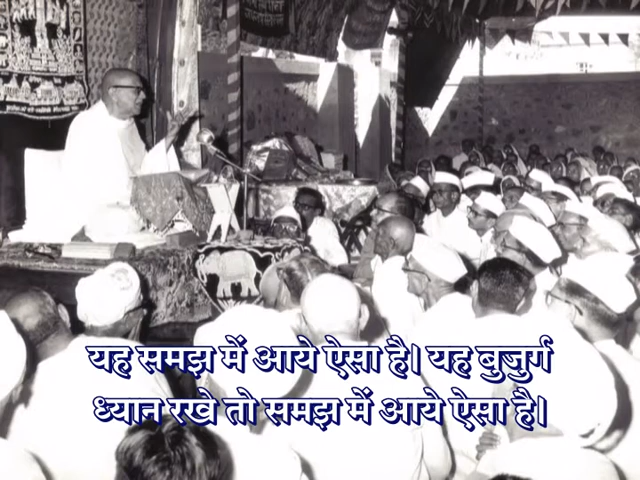 यह समझ में आये ऐसा है। यह बुजुर्ग
ध्यान रखे तो समझ में आये ऐसा है।